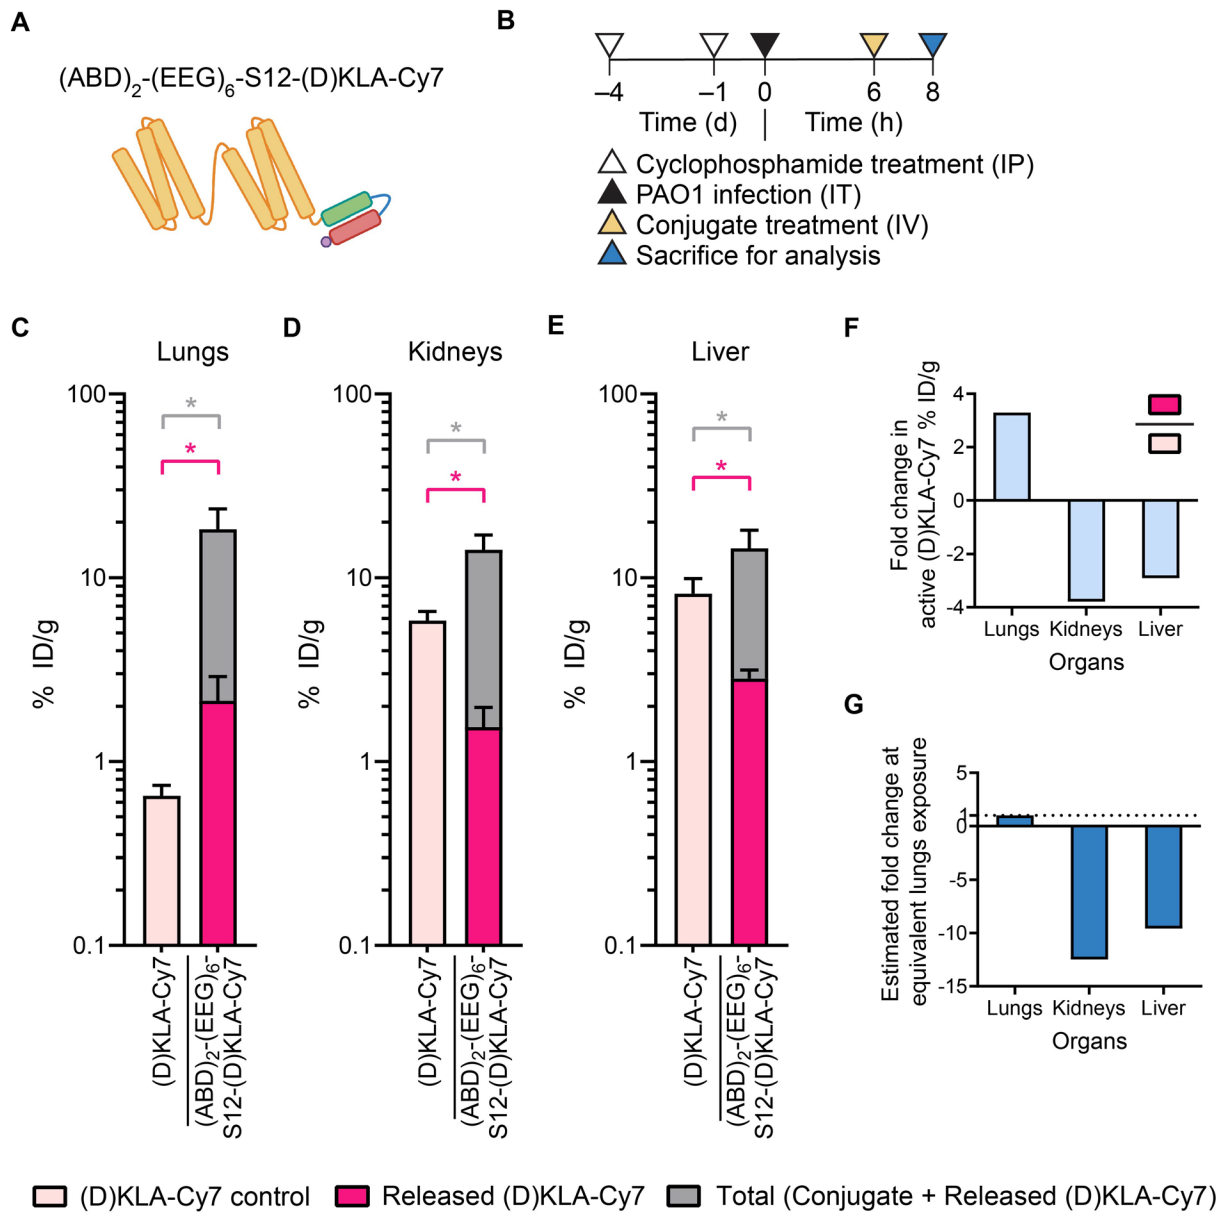 A
(ABD)2-(EEG)6-S12-(D)KLA-Cy7
B
–4
–1
0
6
8
Time (d)
Time (h)
Cyclophosphamide treatment (IP)
PAO1 infection (IT)
Conjugate treatment (IV)
Sacrifice for analysis
C
Lungs
100
10
1
0.1
% ID/g
*
*
(D)KLA-Cy7
(ABD)2-(EEG)6-
S12-(D)KLA-Cy7
D
Kidneys
100
10
1
0.1
% ID/g
*
*
(D)KLA-Cy7
(ABD)2-(EEG)6-
S12-(D)KLA-Cy7
E
Liver
100
10
1
0.1
% ID/g
*
*
(D)KLA-Cy7
(ABD)2-(EEG)6-
S12-(D)KLA-Cy7
F
Fold change in
active (D)KLA-Cy7 % ID/g
4
2
0
-2
-4
Lungs
Kidneys
Liver
Organs
G
Estimated fold change at
equivalent lungs exposure
5
1
0
-5
-10
-15
Lungs
Kidneys
Liver
Organs
(D)KLA-Cy7 control
Released (D)KLA-Cy7
Total (Conjugate + Released (D)KLA-Cy7)